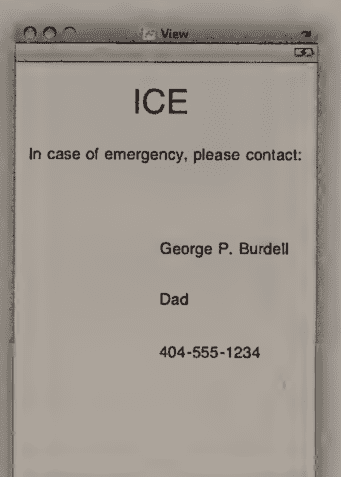 View
ICE
In case of emergency, please contact:
George P. Burdell
Dad
404-555-1234